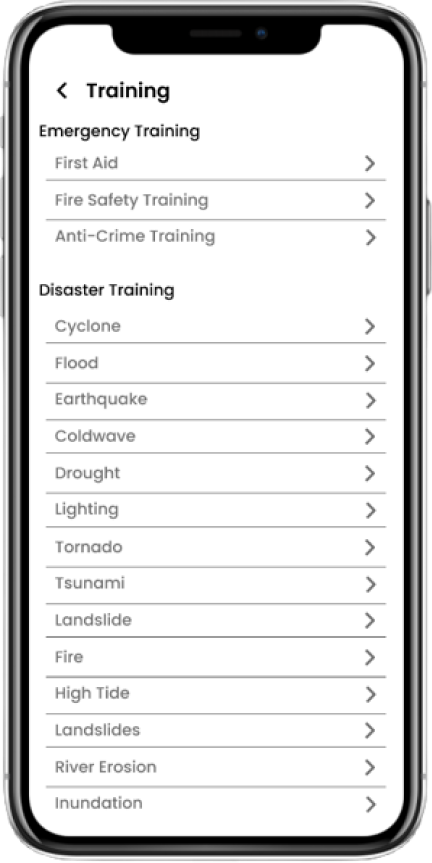 Training
Emergency Training
First Aid
Fire Safety Training
Anti-Crime Training
Disaster Training
Cyclone
Flood
Earthquake
Coldwave
Drought
Lighting
Tornado
Tsunami
Landslide
Fire
High Tide
Landslides
River Erosion
Inundation